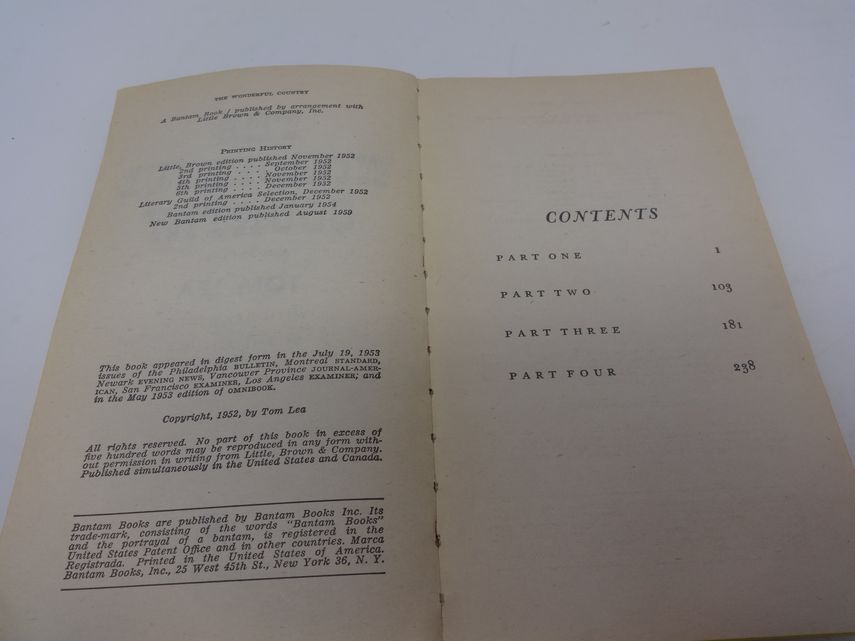 THE WONDERFUL COUNTRY
A Bantam Book / published by arrangement with
Little Brown & Company, Inc.
PRINTING HISTORY
Little, Brown edition published November 1952
2nd printing .... September 1952
3rd printing .... October 1952
4th printing .... November 1952
5th printing .... November 1952
6th printing .... December 1952
Literary Guild of America Selection, December 1952
2nd printing .... December 1952
Bantam edition published January 1954
New Bantam edition published August 1959
This book appeared in digest form in the July 19, 1953
issues of the Philadelphia BULLETIN, Montreal STANDARD,
Newark EVENING NEWS, Vancouver Province JOURNAL-AMER-
ICAN, San Francisco EXAMINER, Los Angeles EXAMINER; and
in the May 1953 edition of OMNIBOOK.
Copyright, 1952, by Tom Lea
All rights reserved. No part of this book in excess of
five hundred words may be reproduced in any form with-
out permission in writing from Little, Brown & Company.
Published simultaneously in the United States and Canada.
Bantam Books are published by Bantam Books Inc. Its
trade-mark, consisting of the words "Bantam Books"
and the portrayal of a bantam, is registered in the
United States Patent Office and in other countries. Marca
Registrada. Printed in the United States of America.
Bantam Books, Inc., 25 West 45th St., New York 36, N. Y.
CONTENTS
PART ONE 1
PART TWO 103
PART THREE 181
PART FOUR 238